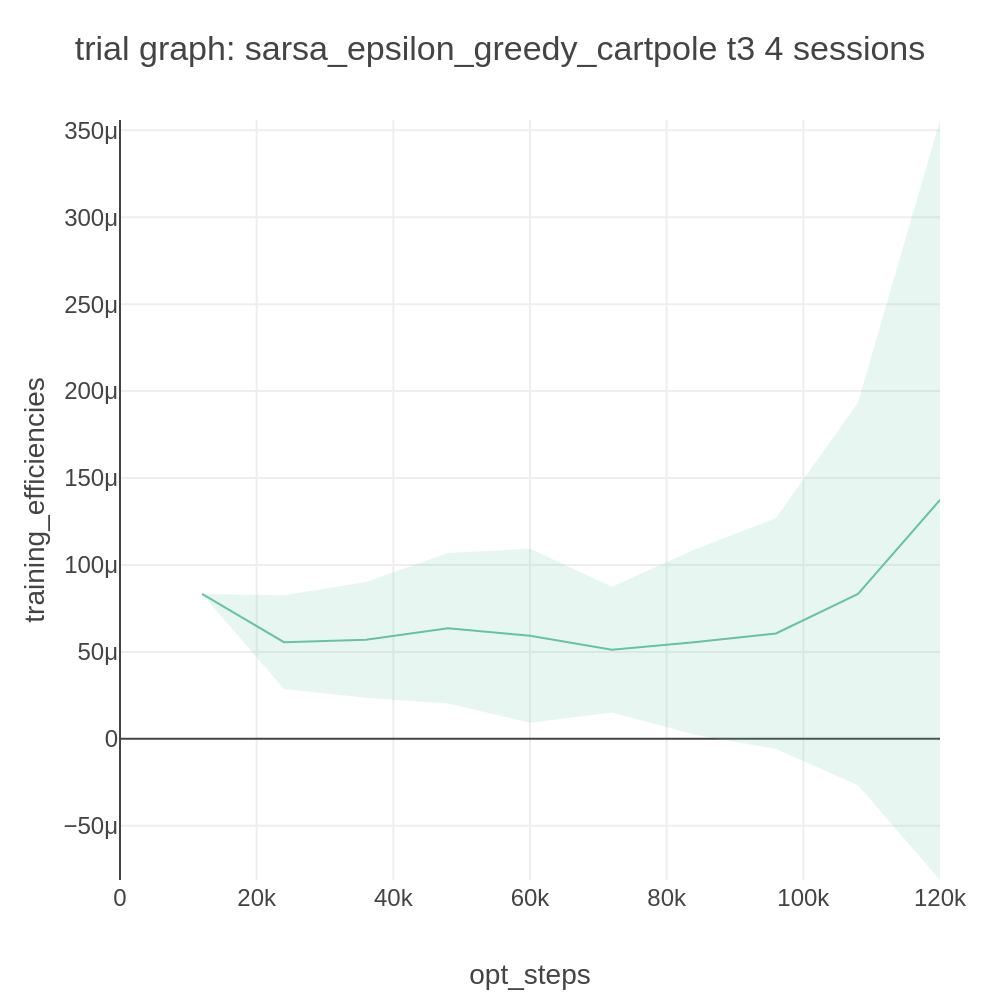 trial graph: sarsa_epsilon_greedy_cartpole t3 4 sessions
350μ
300μ
250μ
200μ
150μ
100μ
50μ
0
−50μ
training_efficiencies
0
20k
40k
60k
80k
100k
120k
opt_steps